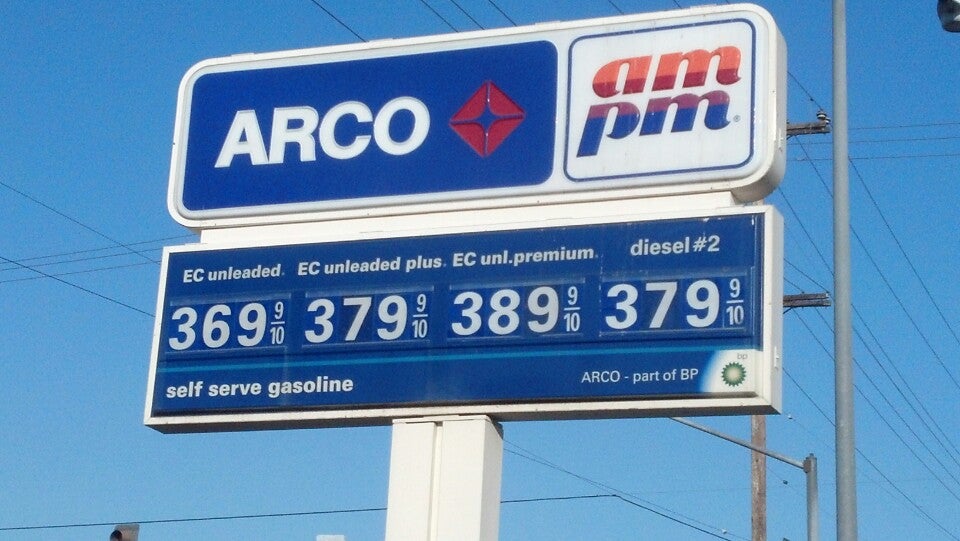 ARCO
am
pm®
EC unleaded EC unleaded plus EC unl.premium diesel #2
369 9/10 379 9/10 389 9/10 379 9/10
self serve gasoline
ARCO - part of BP
bp